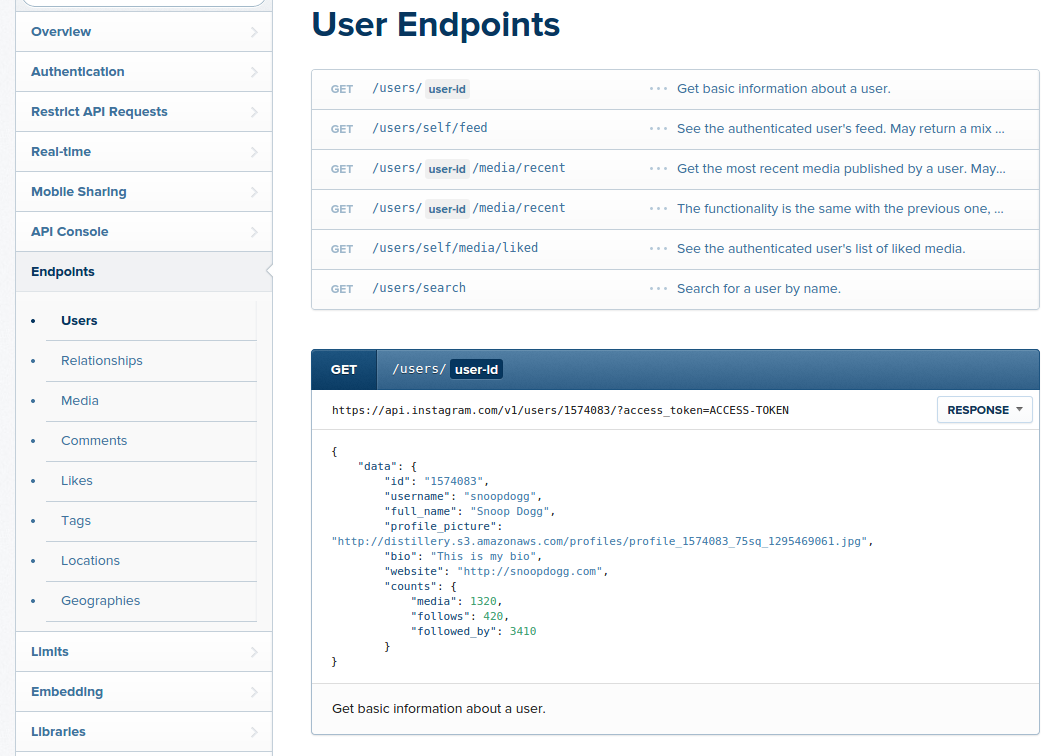 Overview
Authentication
Restrict API Requests
Real-time
Mobile Sharing
API Console
Endpoints
• Users
• Relationships
• Media
• Comments
• Likes
• Tags
• Locations
• Geographies
Limits
Embedding
Libraries
User Endpoints
GET /users/ user-id ··· Get basic information about a user.
GET /users/self/feed ··· See the authenticated user's feed. May return a mix ...
GET /users/ user-id /media/recent ··· Get the most recent media published by a user. May...
GET /users/ user-id /media/recent ··· The functionality is the same with the previous one, ...
GET /users/self/media/liked ··· See the authenticated user's list of liked media.
GET /users/search ··· Search for a user by name.
GET /users/ user-id
https://api.instagram.com/v1/users/1574083/?access_token=ACCESS-TOKEN RESPONSE
{
    "data": {
        "id": "1574083",
        "username": "snoopdogg",
        "full_name": "Snoop Dogg",
        "profile_picture":
"http://distillery.s3.amazonaws.com/profiles/profile_1574083_75sq_1295469061.jpg",
        "bio": "This is my bio",
        "website": "http://snoopdogg.com",
        "counts": {
            "media": 1320,
            "follows": 420,
            "followed_by": 3410
        }
}
Get basic information about a user.